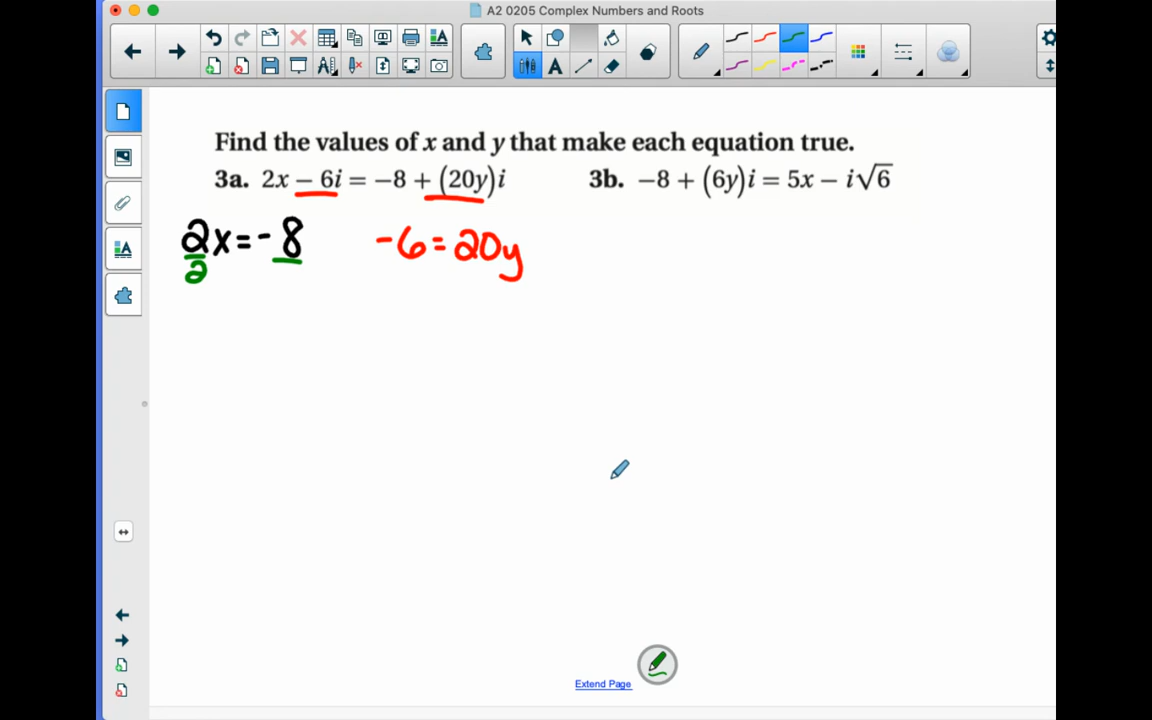 A2 0205 Complex Numbers and Roots
Find the values of x and y that make each equation true.
3a. 2x − 6i = −8 + (20y)i
3b. −8 + (6y)i = 5x − i√6
2x = -8
2
-6 = 20y
Extend Page